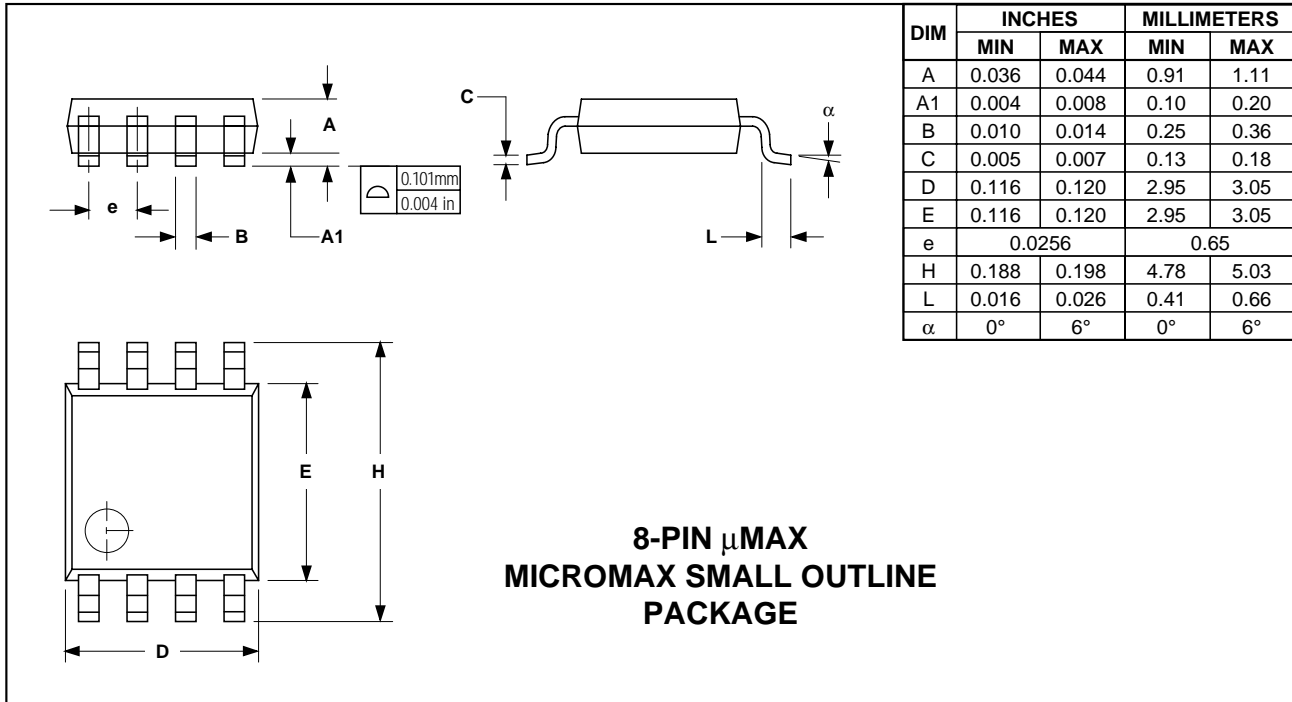 DIM INCHES MILLIMETERS
MIN MAX MIN MAX
A 0.036 0.044 0.91 1.11
A1 0.004 0.008 0.10 0.20
B 0.010 0.014 0.25 0.36
C 0.005 0.007 0.13 0.18
D 0.116 0.120 2.95 3.05
E 0.116 0.120 2.95 3.05
e 0.0256 0.65
H 0.188 0.198 4.78 5.03
L 0.016 0.026 0.41 0.66
α 0° 6° 0° 6°
C
A
α
0.101mm
0.004 in
e
B
A1
L
E
H
D
8-PIN μMAX
MICROMAX SMALL OUTLINE
PACKAGE